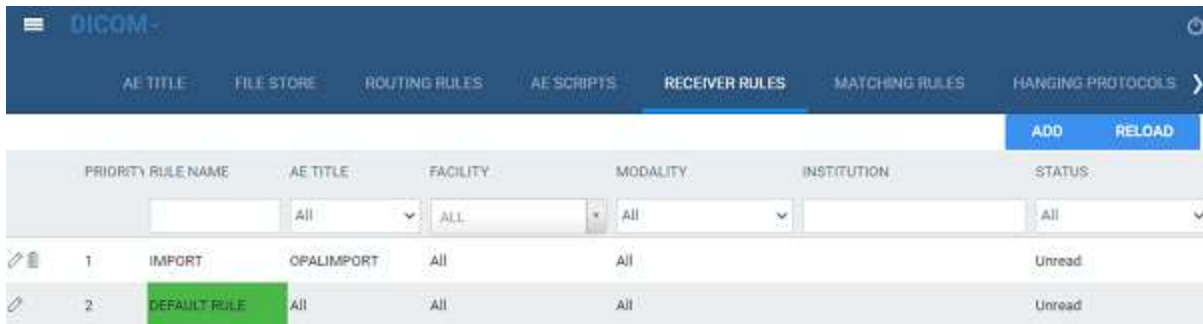 DICOM
AE TITLE FILE STORE ROUTING RULES AE SCRIPTS RECEIVER RULES MATCHING RULES HANGING PROTOCOLS
ADD RELOAD
PRIORITY RULE NAME AE TITLE FACILITY MODALITY INSTITUTION STATUS
All ALL All All
1 IMPORT OPALIMPORT All All Unread
2 DEFAULT RULE All All All Unread